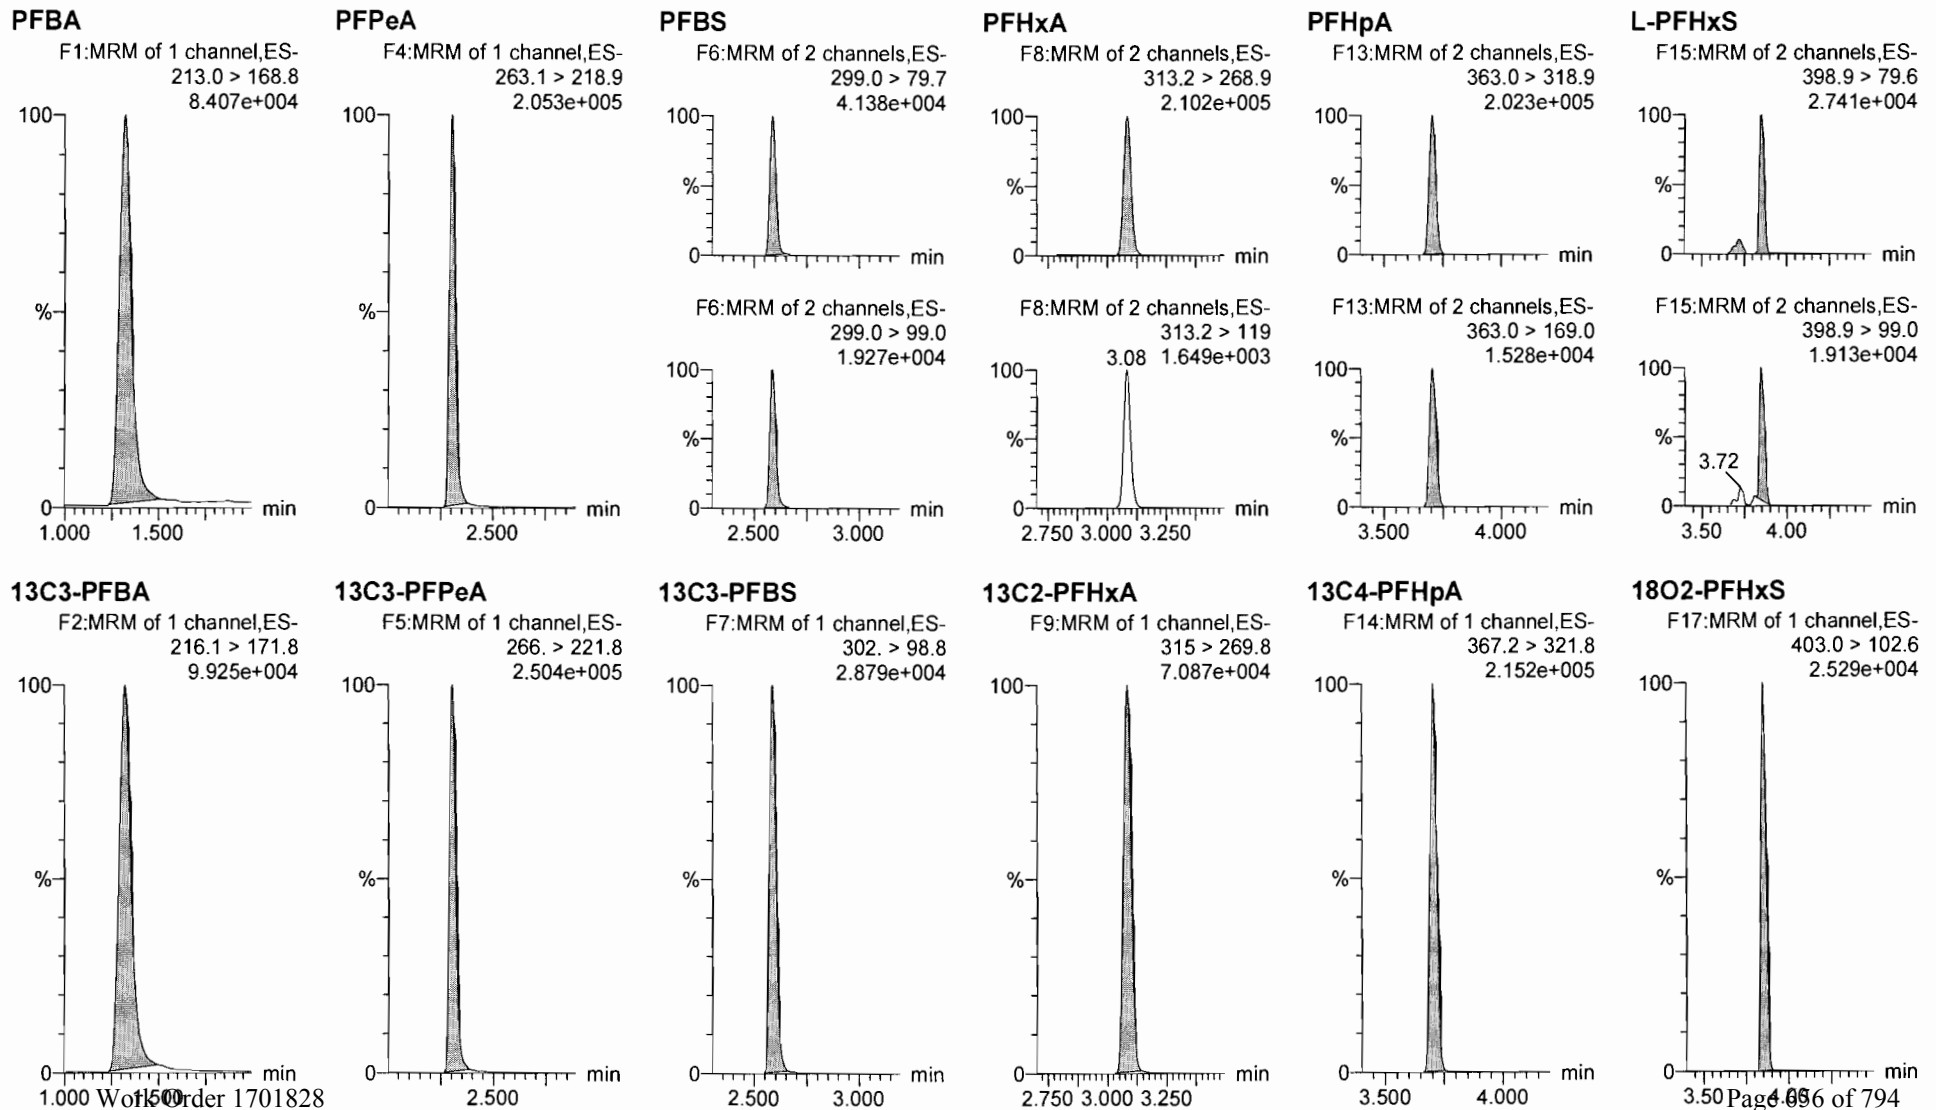 PFBA
F1:MRM of 1 channel,ES-
213.0 > 168.8
8.407e+004
100
%
0
min
1.000 1.500
PFPeA
F4:MRM of 1 channel,ES-
263.1 > 218.9
2.053e+005
100
%
0
min
2.500
PFBS
F6:MRM of 2 channels,ES-
299.0 > 79.7
4.138e+004
100
%
0
min
F6:MRM of 2 channels,ES-
299.0 > 99.0
1.927e+004
100
%
0
min
2.500 3.000
PFHxA
F8:MRM of 2 channels,ES-
313.2 > 268.9
2.102e+005
100
%
0
min
F8:MRM of 2 channels,ES-
313.2 > 119
3.08 1.649e+003
100
%
0
min
2.750 3.000 3.250
PFHpA
F13:MRM of 2 channels,ES-
363.0 > 318.9
2.023e+005
100
%
0
min
F13:MRM of 2 channels,ES-
363.0 > 169.0
1.528e+004
100
%
0
min
3.500 4.000
L-PFHxS
F15:MRM of 2 channels,ES-
398.9 > 79.6
2.741e+004
100
%
0
min
F15:MRM of 2 channels,ES-
398.9 > 99.0
1.913e+004
100
%
3.72
0
min
3.50 4.00
13C3-PFBA
F2:MRM of 1 channel,ES-
216.1 > 171.8
9.925e+004
100
%
0
min
1.000 1.500
13C3-PFPeA
F5:MRM of 1 channel,ES-
266. > 221.8
2.504e+005
100
%
0
min
2.500
13C3-PFBS
F7:MRM of 1 channel,ES-
302. > 98.8
2.879e+004
100
%
0
min
2.500 3.000
13C2-PFHxA
F9:MRM of 1 channel,ES-
315 > 269.8
7.087e+004
100
%
0
min
2.750 3.000 3.250
13C4-PFHpA
F14:MRM of 1 channel,ES-
367.2 > 321.8
2.152e+005
100
%
0
min
3.500 4.000
18O2-PFHxS
F17:MRM of 1 channel,ES-
403.0 > 102.6
2.529e+004
100
%
0
min
3.50 4.00
Work Order 1701828
Page 656 of 794